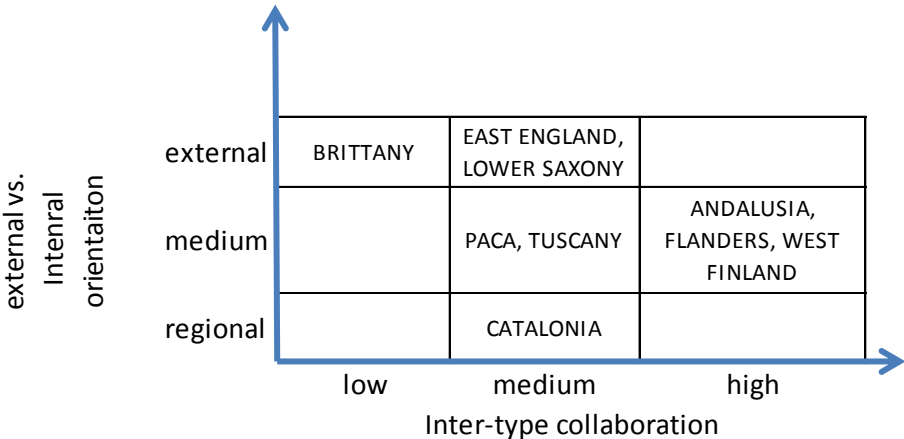 external vs.
Intenral
orientaiton
external
BRITTANY
EAST ENGLAND,
LOWER SAXONY
medium
PACA, TUSCANY
ANDALUSIA,
FLANDERS, WEST
FINLAND
regional
CATALONIA
low
medium
high
Inter-type collaboration